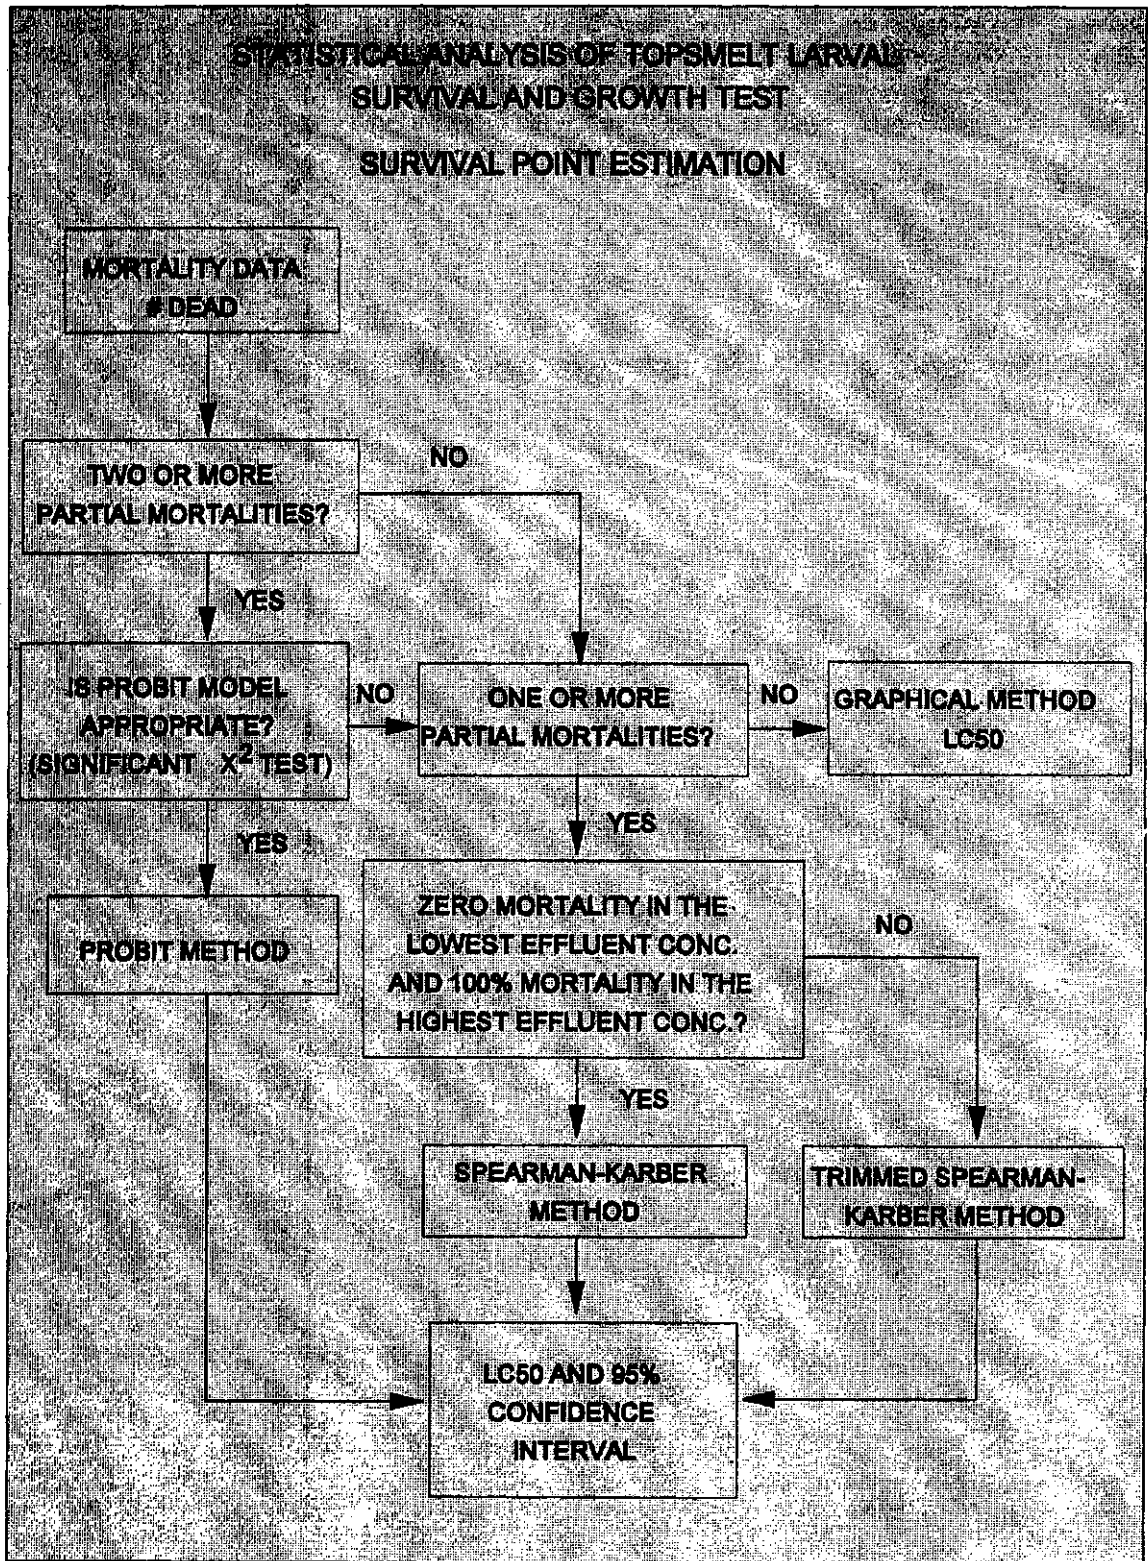 STATISTICAL ANALYSIS OF TOPSMELT LARVAL
SURVIVAL AND GROWTH TEST
SURVIVAL POINT ESTIMATION
MORTALITY DATA
# DEAD
TWO OR MORE
PARTIAL MORTALITIES?
NO
YES
IS PROBIT MODEL
APPROPRIATE?
(SIGNIFICANT X² TEST)
NO
ONE OR MORE
PARTIAL MORTALITIES?
NO
GRAPHICAL METHOD
LC50
YES
YES
PROBIT METHOD
ZERO MORTALITY IN THE
LOWEST EFFLUENT CONC.
AND 100% MORTALITY IN THE
HIGHEST EFFLUENT CONC.?
NO
YES
SPEARMAN-KARBER
METHOD
TRIMMED SPEARMAN-
KARBER METHOD
LC50 AND 95%
CONFIDENCE
INTERVAL